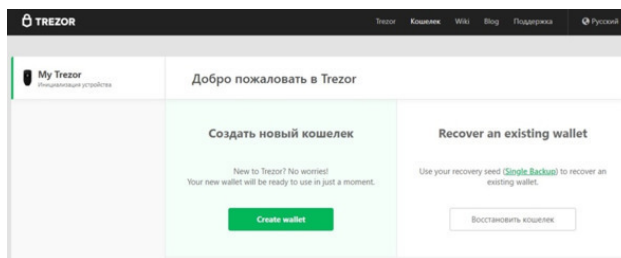 TREZOR
Trezor Кошелек Wiki Blog Поддержка Русский
My Trezor
Инициализация устройства
Добро пожаловать в Trezor
Создать новый кошелек
New to Trezor? No worries!
Your new wallet will be ready to use in just a moment.
Create wallet
Recover an existing wallet
Use your recovery seed (Single Backup) to recover an
existing wallet.
Восстановить кошелек